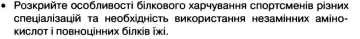 • Розкрийте особливості білкового харчування спортсменів різних
спеціалізацій та необхідність використання незамінних аміно-
кислот і повноцінних білків їжі.